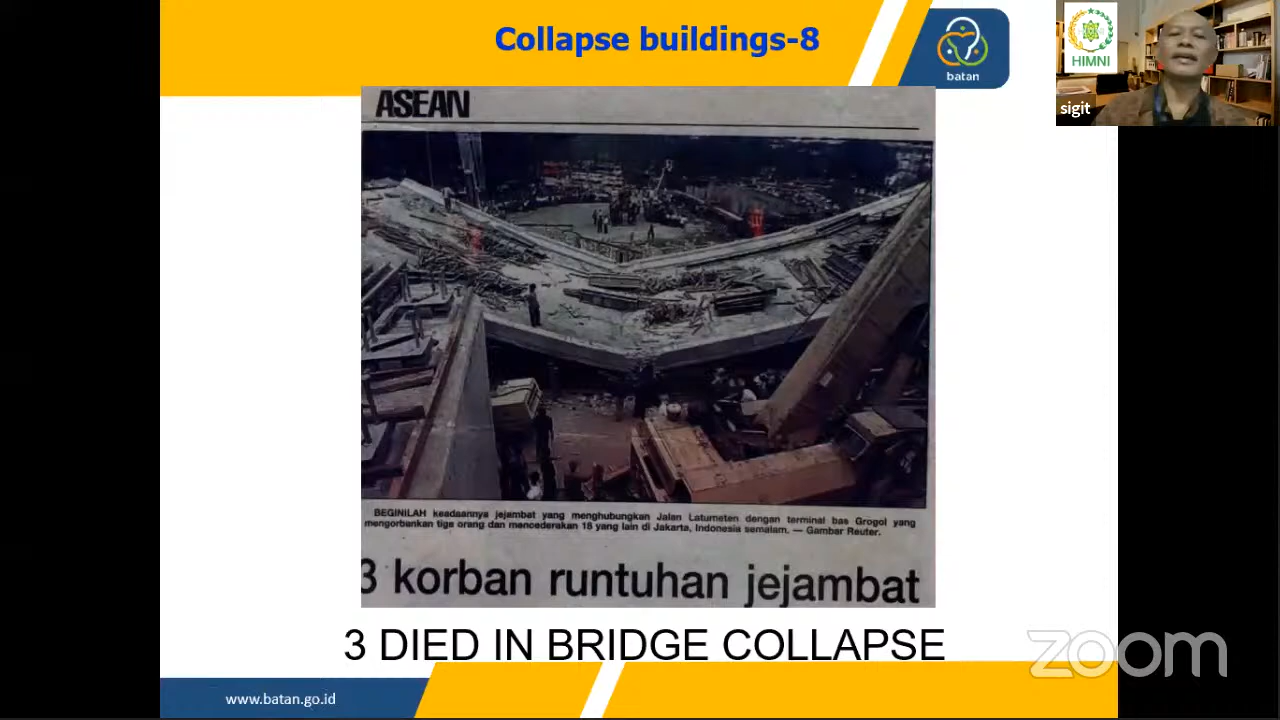 Collapse buildings-8
batan
HIMNI
sigit
ASEAN
BEGINILAH keadaannya jejambat yang menghubungkan Jalan Latumeten dengan terminal bas Grogol yang
mengorbankan tiga orang dan mencederakan 18 yang lain di Jakarta, Indonesia semalam. — Gambar Reuter.
3 korban runtuhan jejambat
3 DIED IN BRIDGE COLLAPSE
zoom
www.batan.go.id